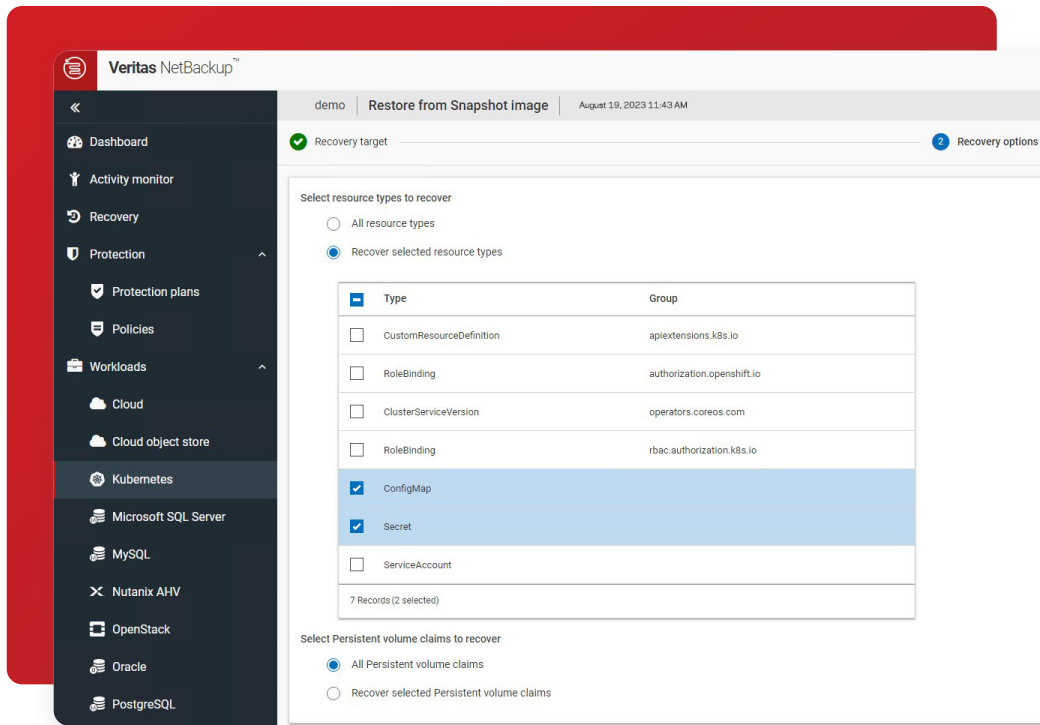 Veritas NetBackup™
demo Restore from Snapshot image August 19, 2023 11:43 AM
Recovery target 2 Recovery options
Dashboard
Activity monitor
Recovery
Protection
Protection plans
Policies
Workloads
Cloud
Cloud object store
Kubernetes
Microsoft SQL Server
MySQL
Nutanix AHV
OpenStack
Oracle
PostgreSQL
Select resource types to recover
All resource types
Recover selected resource types
Type Group
CustomResourceDefinition apiextensions.k8s.io
RoleBinding authorization.openshift.io
ClusterServiceVersion operators.coreos.com
RoleBinding rbac.authorization.k8s.io
ConfigMap
Secret
ServiceAccount
7 Records (2 selected)
Select Persistent volume claims to recover
All Persistent volume claims
Recover selected Persistent volume claims